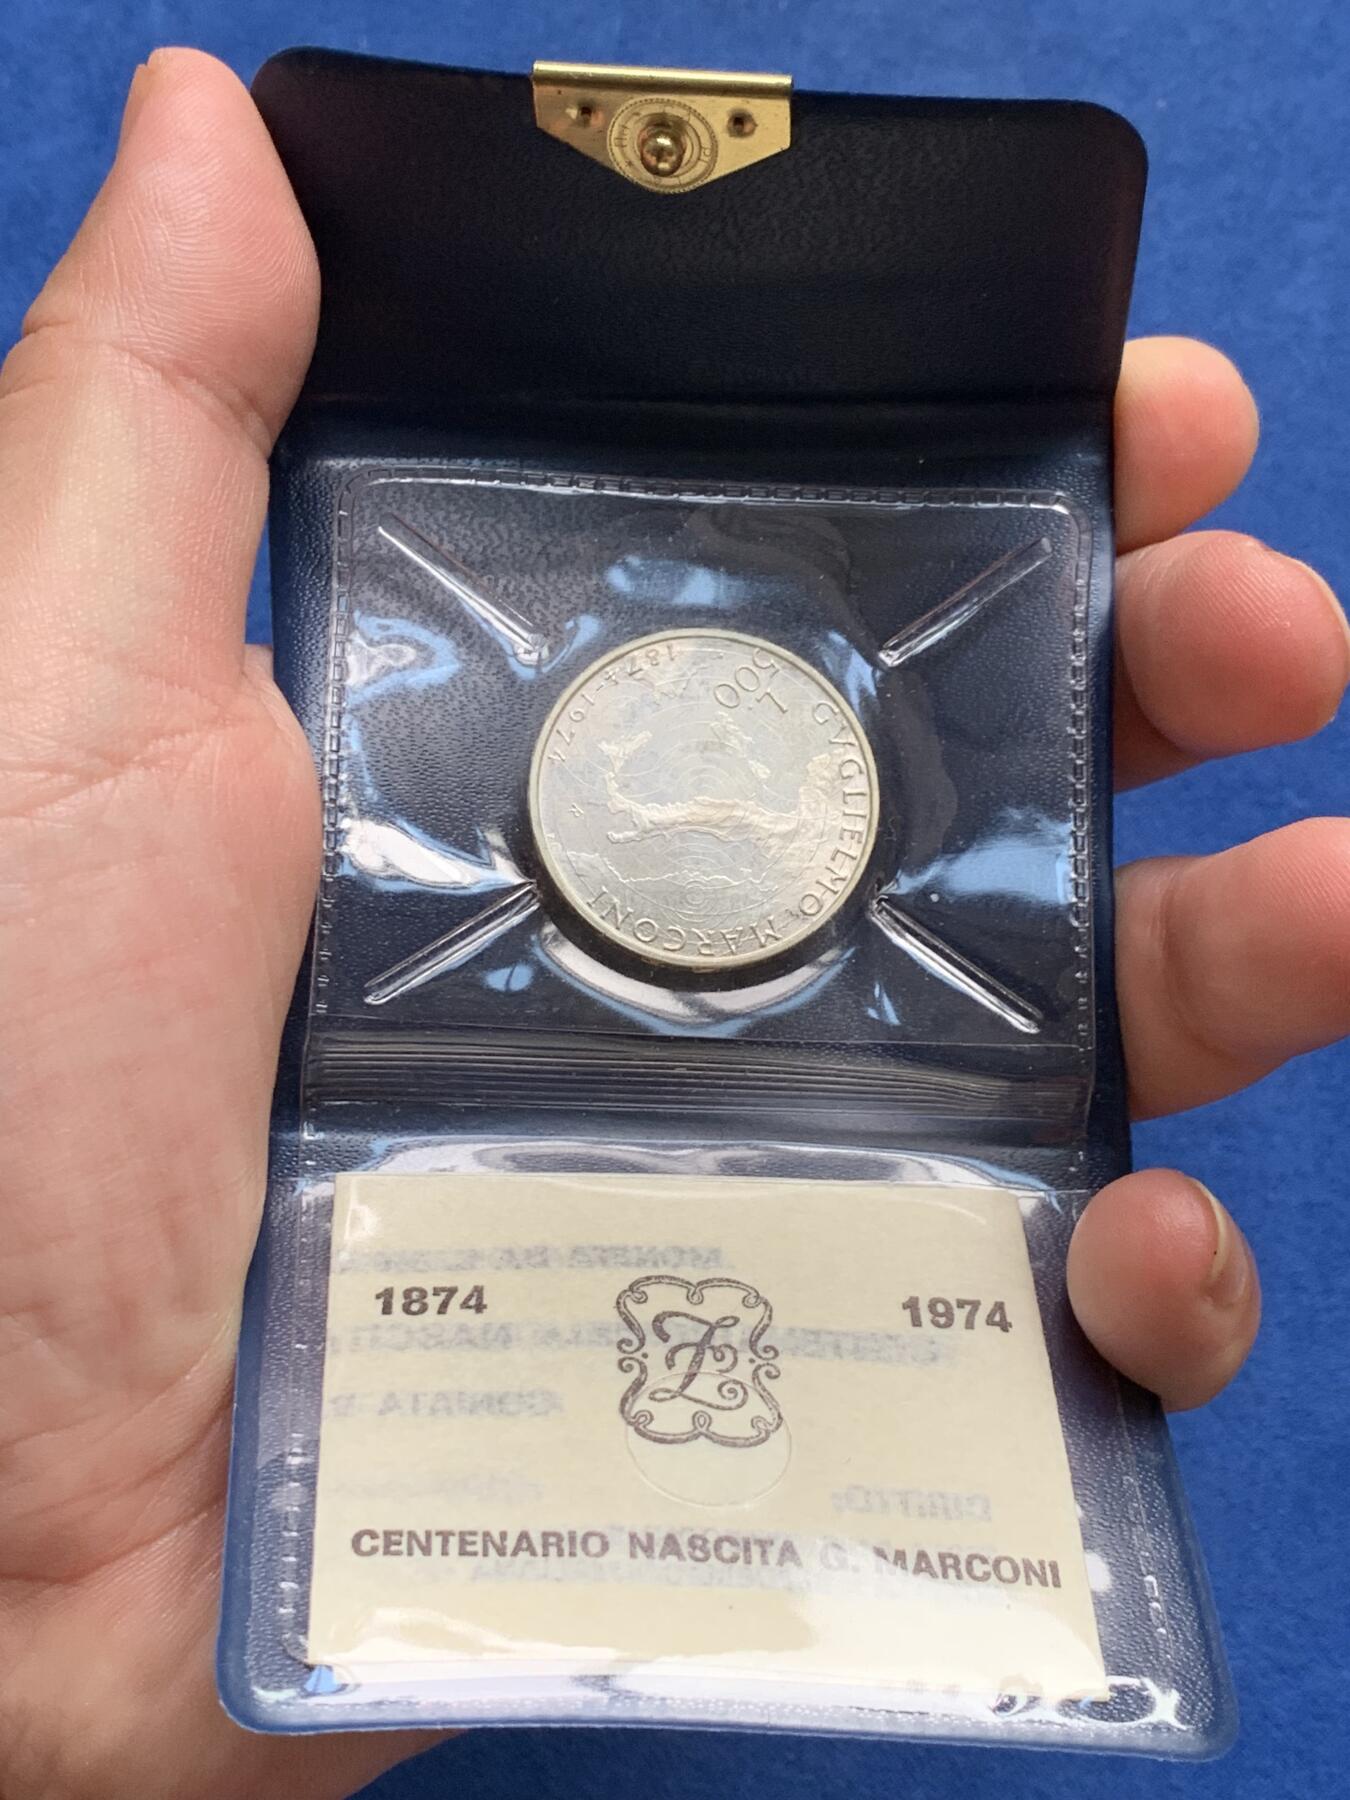 L. 500
1874-1974
GVGLIELMO MARCONI
R
1874 1974
CENTENARIO NASCITA G. MARCONI